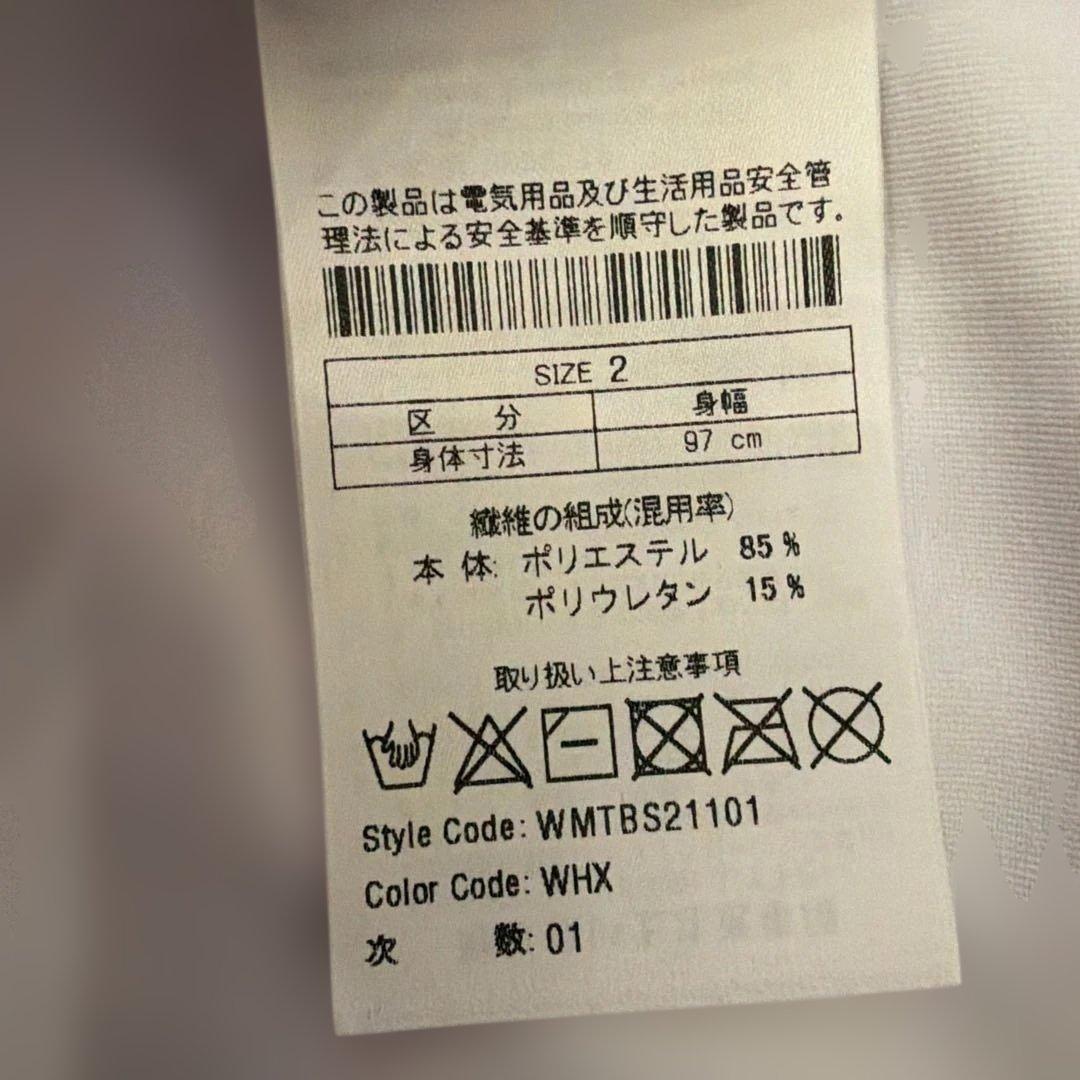 この製品は電気用品及び生活用品安全管
理法による安全基準を順守した製品です。
SIZE 2
区 分 身幅
身体寸法 97 cm
繊維の組成(混用率)
本 体: ポリエステル 85 %
ポリウレタン 15 %
取り扱い上注意事項
Style Code: WMTBS21101
Color Code: WHX
次 数: 01